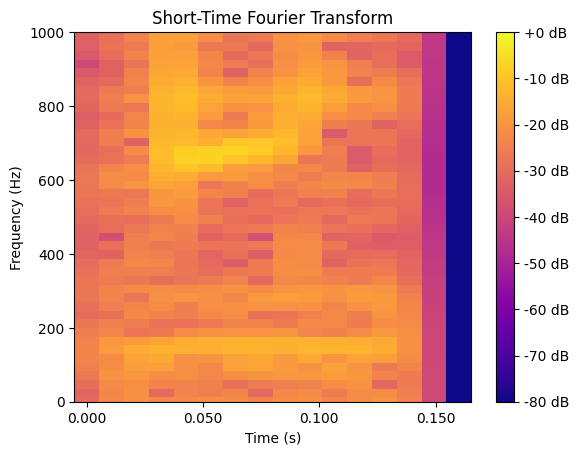 Short-Time Fourier Transform
1000
800
600
400
200
0
Frequency (Hz)
0.000
0.050
0.100
0.150
Time (s)
+0 dB
-10 dB
-20 dB
-30 dB
-40 dB
-50 dB
-60 dB
-70 dB
-80 dB